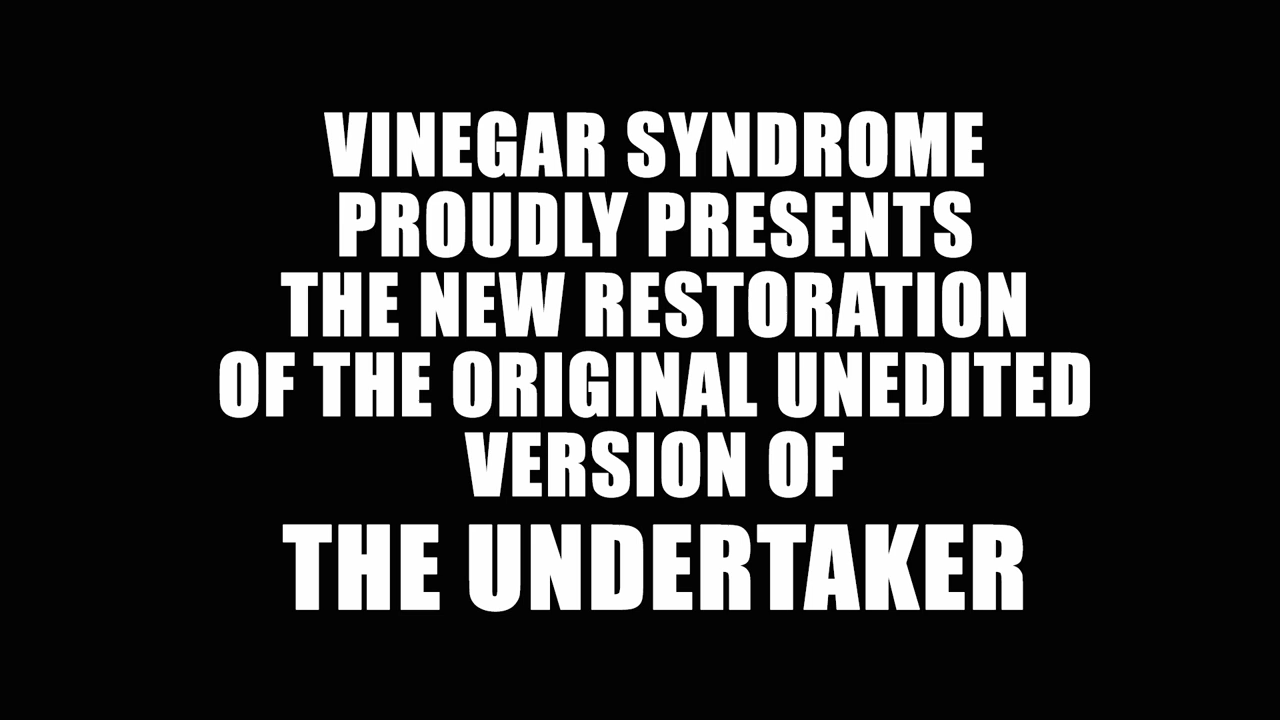 VINEGAR SYNDROME
PROUDLY PRESENTS
THE NEW RESTORATION
OF THE ORIGINAL UNEDITED
VERSION OF
THE UNDERTAKER